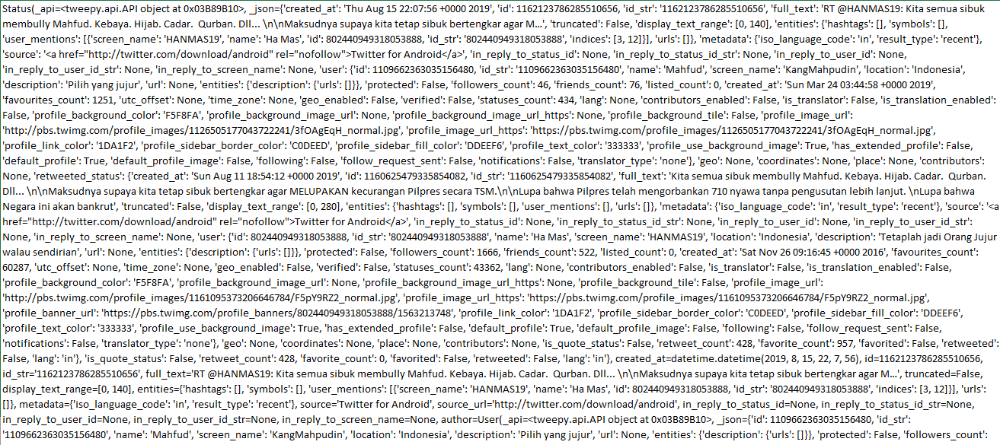 Status(_api=<tweepy.api.API object at 0x03B89B10>, _json={'created_at': 'Thu Aug 15 22:07:56 +0000 2019', 'id': 1162123786285510656, 'id_str': '1162123786285510656', 'full_text': 'RT @HANMAS19: Kita semua sibuk
membully Mahfud. Kebaya. Hijab. Cadar.  Qurban. Dll... \n\nMaksudnya supaya kita tetap sibuk bertengkar agar M…', 'truncated': False, 'display_text_range': [0, 140], 'entities': {'hashtags': [], 'symbols': [],
'user_mentions': [{'screen_name': 'HANMAS19', 'name': 'Ha Mas', 'id': 802440949318053888, 'id_str': '802440949318053888', 'indices': [3, 12]}], 'urls': []}, 'metadata': {'iso_language_code': 'in', 'result_type': 'recent'},
'source': '<a href="http://twitter.com/download/android" rel="nofollow">Twitter for Android</a>', 'in_reply_to_status_id': None, 'in_reply_to_status_id_str': None, 'in_reply_to_user_id': None,
'in_reply_to_user_id_str': None, 'in_reply_to_screen_name': None, 'user': {'id': 1109662363035156480, 'id_str': '1109662363035156480', 'name': 'Mahfud', 'screen_name': 'KangMahpudin', 'location': 'Indonesia',
'description': 'Pilih yang jujur', 'url': None, 'entities': {'description': {'urls': []}}, 'protected': False, 'followers_count': 46, 'friends_count': 76, 'listed_count': 0, 'created_at': 'Sun Mar 24 03:44:58 +0000 2019',
'favourites_count': 1251, 'utc_offset': None, 'time_zone': None, 'geo_enabled': False, 'verified': False, 'statuses_count': 434, 'lang': None, 'contributors_enabled': False, 'is_translator': False, 'is_translation_enabled':
False, 'profile_background_color': 'F5F8FA', 'profile_background_image_url': None, 'profile_background_image_url_https': None, 'profile_background_tile': False, 'profile_image_url':
'http://pbs.twimg.com/profile_images/1126505177043722241/3fOAgEqH_normal.jpg', 'profile_image_url_https': 'https://pbs.twimg.com/profile_images/1126505177043722241/3fOAgEqH_normal.jpg',
'profile_link_color': '1DA1F2', 'profile_sidebar_border_color': 'C0DEED', 'profile_sidebar_fill_color': 'DDEEF6', 'profile_text_color': '333333', 'profile_use_background_image': True, 'has_extended_profile': False,
'default_profile': True, 'default_profile_image': False, 'following': False, 'follow_request_sent': False, 'notifications': False, 'translator_type': 'none'}, 'geo': None, 'coordinates': None, 'place': None, 'contributors':
None, 'retweeted_status': {'created_at': 'Sun Aug 11 18:54:12 +0000 2019', 'id': 1160625479335854082, 'id_str': '1160625479335854082', 'full_text': 'Kita semua sibuk membully Mahfud. Kebaya. Hijab. Cadar.  Qurban.
Dll... \n\nMaksudnya supaya kita tetap sibuk bertengkar agar MELUPAKAN kecurangan Pilpres secara TSM.\n\nLupa bahwa Pilpres telah mengorbankan 710 nyawa tanpa pengusutan lebih lanjut. \nLupa bahwa
Negara ini akan bankrut', 'truncated': False, 'display_text_range': [0, 280], 'entities': {'hashtags': [], 'symbols': [], 'user_mentions': [], 'urls': []}, 'metadata': {'iso_language_code': 'in', 'result_type': 'recent'}, 'source': '<a
href="http://twitter.com/download/android" rel="nofollow">Twitter for Android</a>', 'in_reply_to_status_id': None, 'in_reply_to_status_id_str': None, 'in_reply_to_user_id': None, 'in_reply_to_user_id_str':
None, 'in_reply_to_screen_name': None, 'user': {'id': 802440949318053888, 'id_str': '802440949318053888', 'name': 'Ha Mas', 'screen_name': 'HANMAS19', 'location': 'Indonesia', 'description': 'Tetaplah jadi Orang Jujur
walau sendirian', 'url': None, 'entities': {'description': {'urls': []}}, 'protected': False, 'followers_count': 1666, 'friends_count': 522, 'listed_count': 0, 'created_at': 'Sat Nov 26 09:16:45 +0000 2016', 'favourites_count':
60287, 'utc_offset': None, 'time_zone': None, 'geo_enabled': False, 'verified': False, 'statuses_count': 43362, 'lang': None, 'contributors_enabled': False, 'is_translator': False, 'is_translation_enabled': False,
'profile_background_color': 'F5F8FA', 'profile_background_image_url': None, 'profile_background_image_url_https': None, 'profile_background_tile': False, 'profile_image_url':
'http://pbs.twimg.com/profile_images/1161095373206646784/F5pY9RZ2_normal.jpg', 'profile_image_url_https': 'https://pbs.twimg.com/profile_images/1161095373206646784/F5pY9RZ2_normal.jpg',
'profile_banner_url': 'https://pbs.twimg.com/profile_banners/802440949318053888/1563213748', 'profile_link_color': '1DA1F2', 'profile_sidebar_border_color': 'C0DEED', 'profile_sidebar_fill_color': 'DDEEF6',
'profile_text_color': '333333', 'profile_use_background_image': True, 'has_extended_profile': False, 'default_profile': True, 'default_profile_image': False, 'following': False, 'follow_request_sent': False,
'notifications': False, 'translator_type': 'none'}, 'geo': None, 'coordinates': None, 'place': None, 'contributors': None, 'is_quote_status': False, 'retweet_count': 428, 'favorite_count': 957, 'favorited': False, 'retweeted':
False, 'lang': 'in'}, 'is_quote_status': False, 'retweet_count': 428, 'favorite_count': 0, 'favorited': False, 'retweeted': False, 'lang': 'in'}, created_at=datetime.datetime(2019, 8, 15, 22, 7, 56), id=1162123786285510656,
id_str='1162123786285510656', full_text='RT @HANMAS19: Kita semua sibuk membully Mahfud. Kebaya. Hijab. Cadar.  Qurban. Dll... \n\nMaksudnya supaya kita tetap sibuk bertengkar agar M…', truncated=False,
display_text_range=[0, 140], entities={'hashtags': [], 'symbols': [], 'user_mentions': [{'screen_name': 'HANMAS19', 'name': 'Ha Mas', 'id': 802440949318053888, 'id_str': '802440949318053888', 'indices': [3, 12]}], 'urls':
[]}, metadata={'iso_language_code': 'in', 'result_type': 'recent'}, source='Twitter for Android', source_url='http://twitter.com/download/android', in_reply_to_status_id=None, in_reply_to_status_id_str=None,
in_reply_to_user_id=None, in_reply_to_user_id_str=None, in_reply_to_screen_name=None, author=User(_api=<tweepy.api.API object at 0x03B89B10>, _json={'id': 1109662363035156480, 'id_str':
'1109662363035156480', 'name': 'Mahfud', 'screen_name': 'KangMahpudin', 'location': 'Indonesia', 'description': 'Pilih yang jujur', 'url': None, 'entities': {'description': {'urls': []}}, 'protected': False, 'followers_count':